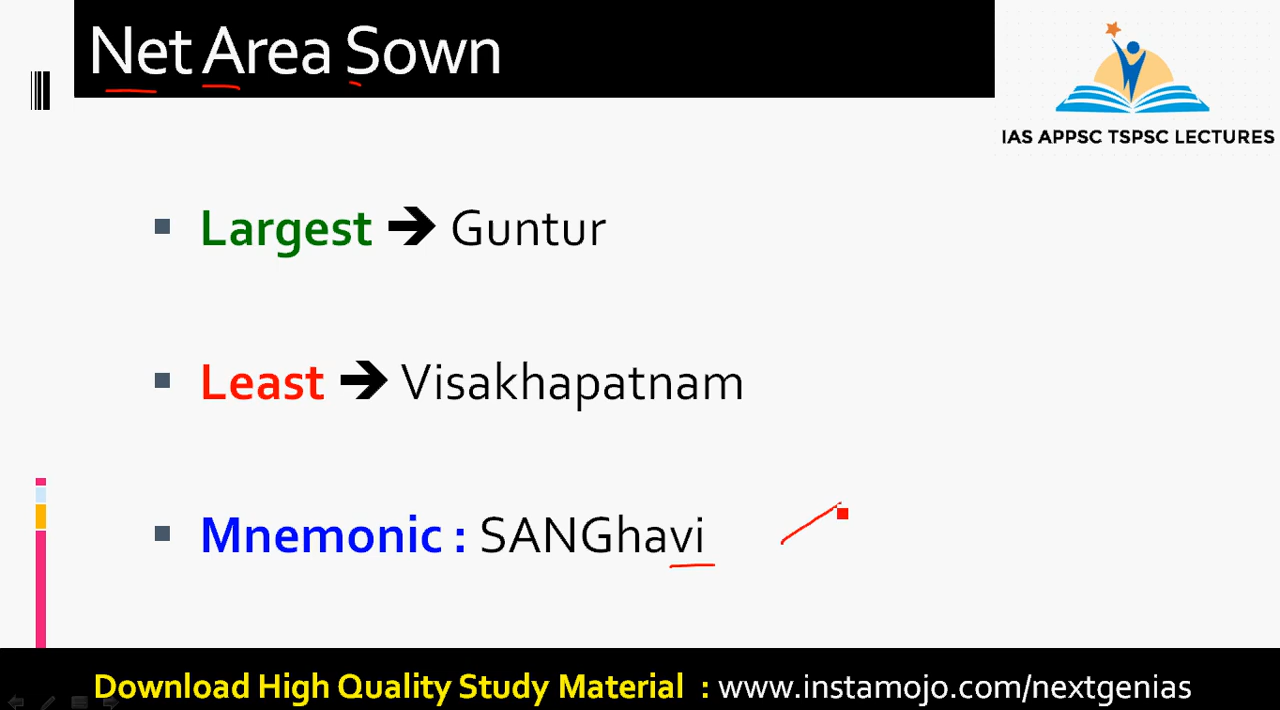 Net Area Sown
IAS APPSC TSPSC LECTURES
Largest ➔ Guntur
Least ➔ Visakhapatnam
Mnemonic : SANGhavi
Download High Quality Study Material : www.instamojo.com/nextgenias